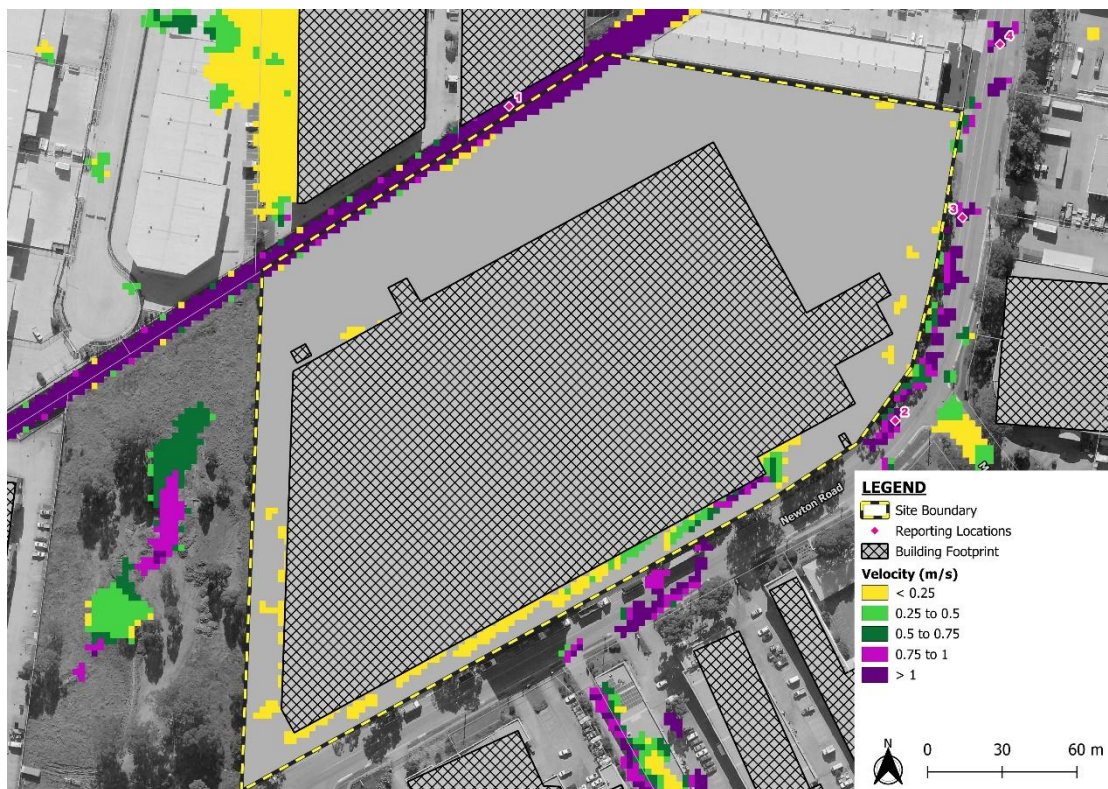 4
1
3
2
Newton Road
LEGEND
Site Boundary
Reporting Locations
Building Footprint
Velocity (m/s)
< 0.25
0.25 to 0.5
0.5 to 0.75
0.75 to 1
> 1
N
0 30 60 m